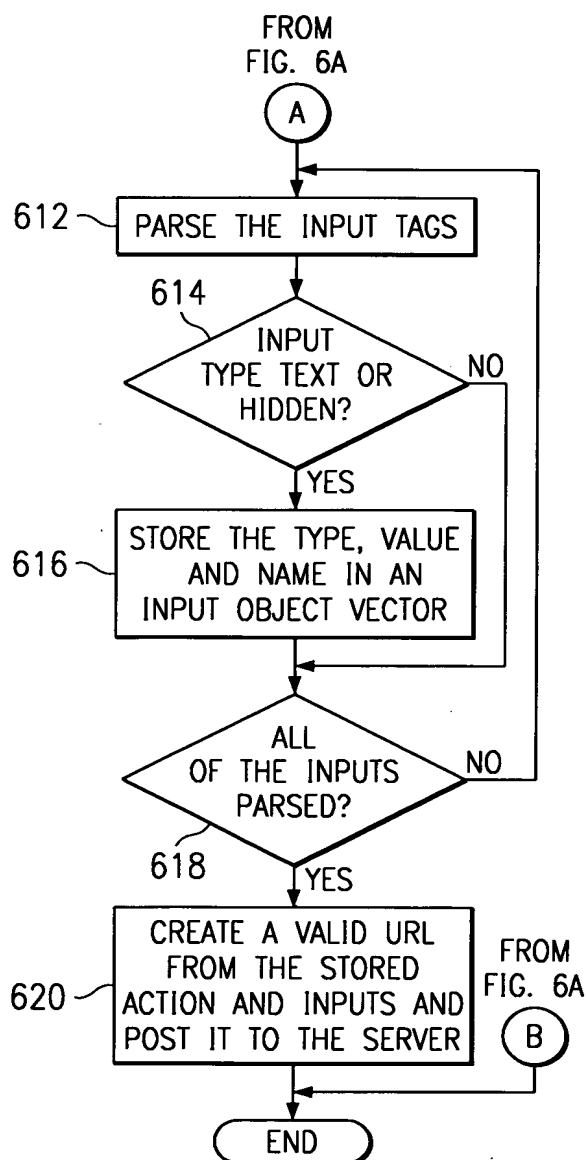 FROM
FIG. 6A
A
612
PARSE THE INPUT TAGS
614
INPUT
TYPE TEXT OR
HIDDEN?
NO
YES
616
STORE THE TYPE, VALUE
AND NAME IN AN
INPUT OBJECT VECTOR
ALL
OF THE INPUTS
PARSED?
NO
618
YES
620
CREATE A VALID URL
FROM THE STORED
ACTION AND INPUTS AND
POST IT TO THE SERVER
FROM
FIG. 6A
B
END